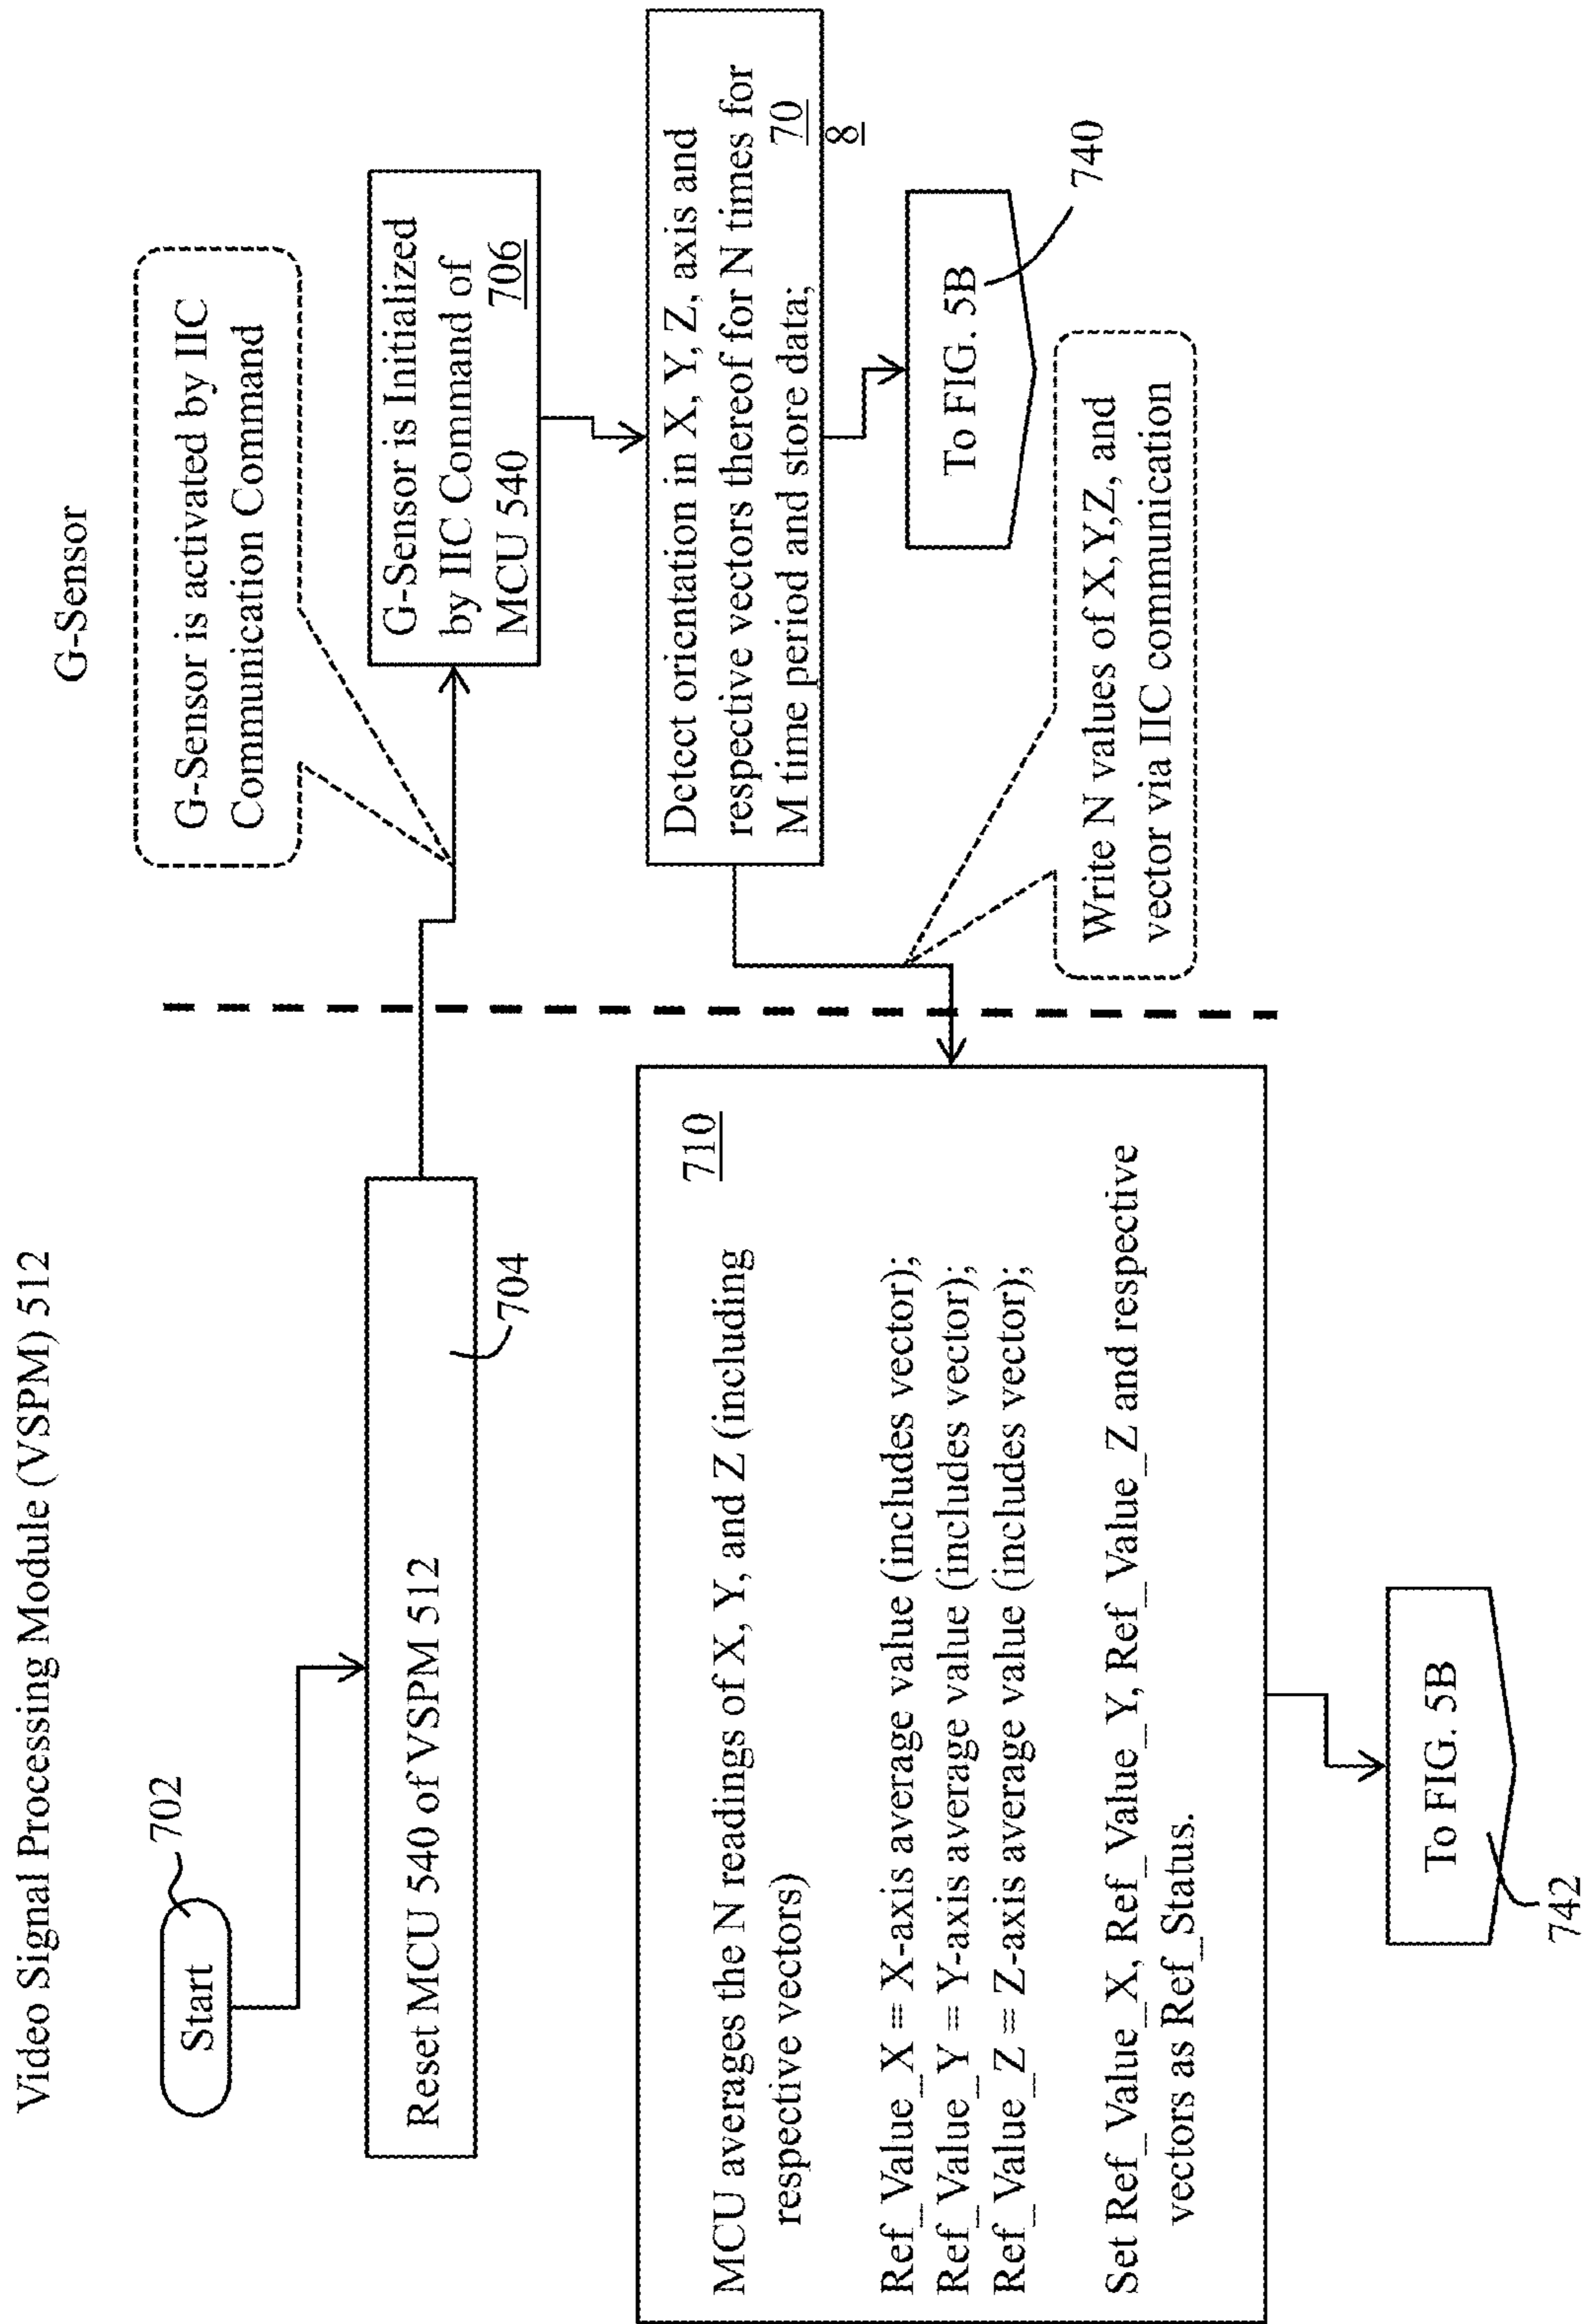 Video Signal Processing Module (VSPM) 512
G-Sensor
Start
702
Reset MCU 540 of VSPM 512
704
G-Sensor is activated by IIC
Communication Command
G-Sensor is Initialized
by IIC Command of
MCU 540 706
Detect orientation in X, Y, Z, axis and
respective vectors thereof for N times for
M time period and store data; 70
8
To FIG. 5B
740
Write N values of X,Y,Z, and
vector via IIC communication
710
MCU averages the N readings of X, Y, and Z (including
respective vectors)
Ref_Value_X = X-axis average value (includes vector);
Ref_Value_Y = Y-axis average value (includes vector);
Ref_Value_Z = Z-axis average value (includes vector);
Set Ref_Value_X, Ref_Value_Y, Ref_Value_Z and respective
vectors as Ref_Status.
To FIG. 5B
742